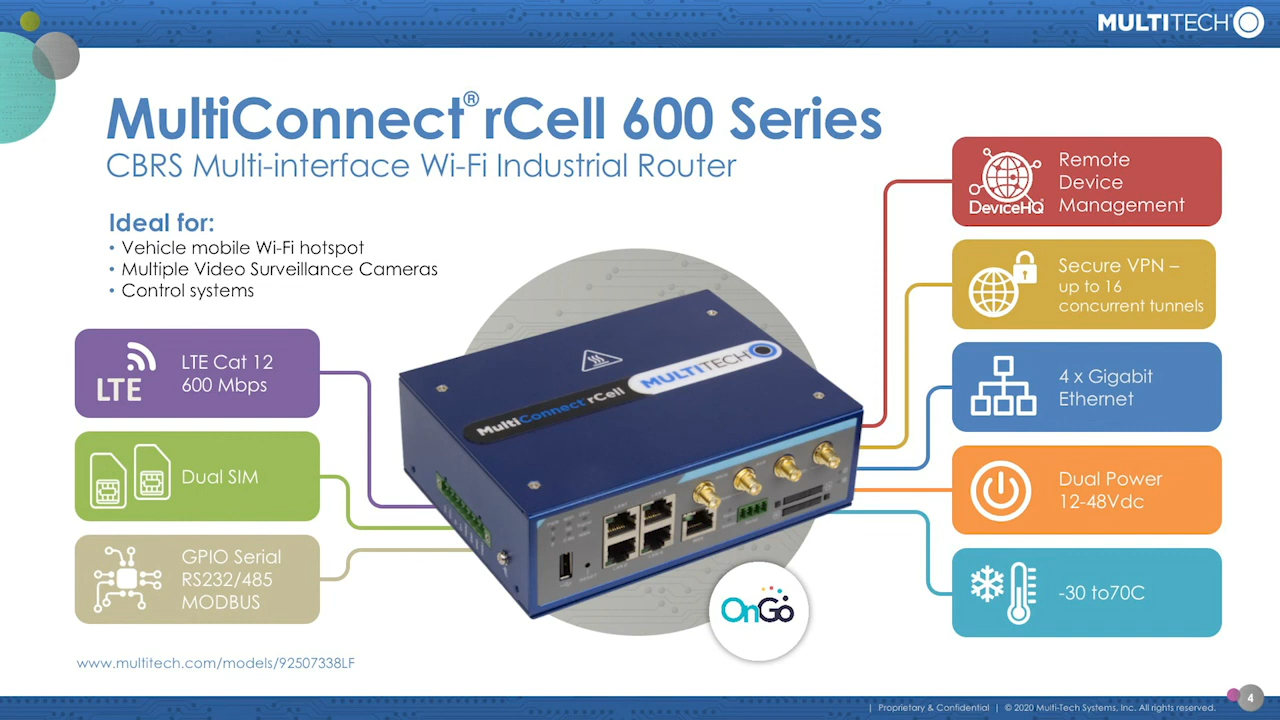 MULTITECH
MultiConnect® rCell 600 Series
CBRS Multi-interface Wi-Fi Industrial Router
Ideal for:
• Vehicle mobile Wi-Fi hotspot
• Multiple Video Surveillance Cameras
• Control systems
LTE
LTE Cat 12
600 Mbps
Dual SIM
GPIO Serial
RS232/485
MODBUS
MultiConnect rCell
MULTITECH
OnGo
DeviceHQ
Remote
Device
Management
Secure VPN –
up to 16
concurrent tunnels
4 x Gigabit
Ethernet
Dual Power
12-48Vdc
-30 to70C
www.multitech.com/models/92507338LF
| Proprietary & Confidential | © 2020 Multi-Tech Systems, Inc. All rights reserved.
4